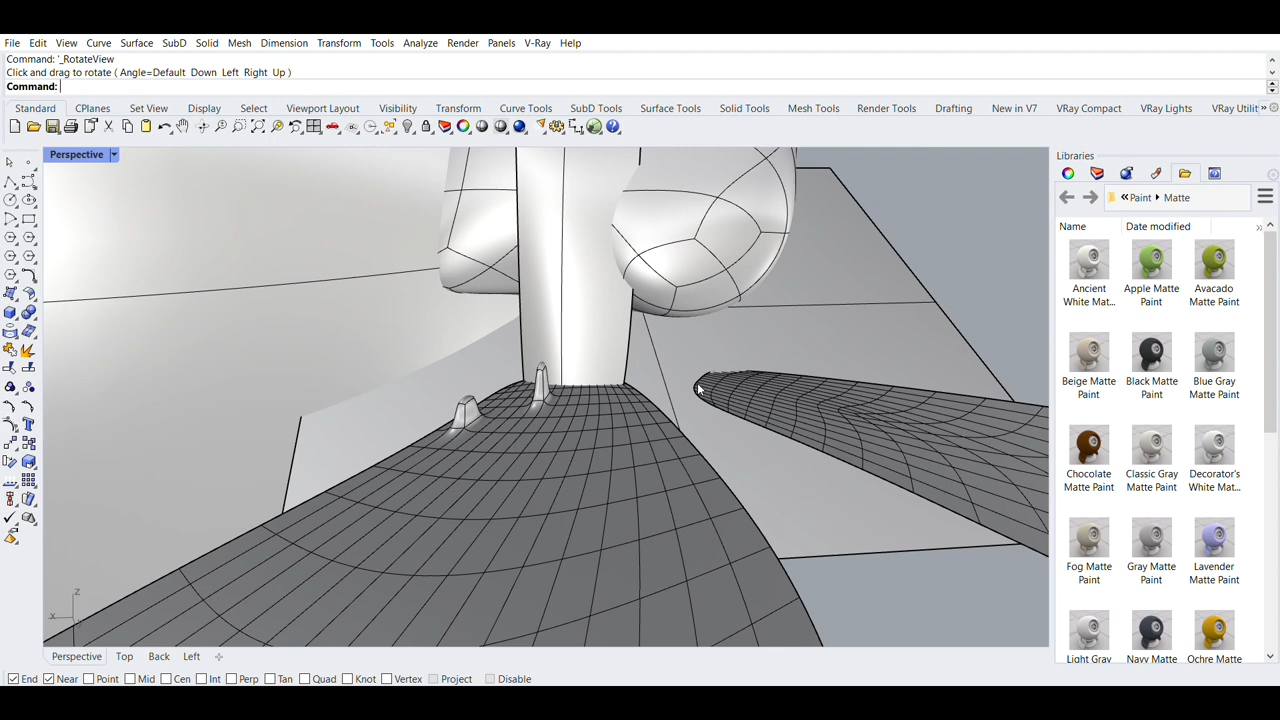 File Edit View Curve Surface SubD Solid Mesh Dimension Transform Tools Analyze Render Panels V-Ray Help
Command: '_RotateView
Click and drag to rotate ( Angle=Default Down Left Right Up )
Command:
Standard CPlanes Set View Display Select Viewport Layout Visibility Transform Curve Tools SubD Tools Surface Tools Solid Tools Mesh Tools Render Tools Drafting New in V7 VRay Compact VRay Lights VRay Utilit »
Perspective
Libraries
«Paint Matte
Name Date modified »
Ancient White Mat...
Apple Matte Paint
Avacado Matte Paint
Beige Matte Paint
Black Matte Paint
Blue Gray Matte Paint
Chocolate Matte Paint
Classic Gray Matte Paint
Decorator's White Mat...
Fog Matte Paint
Gray Matte Paint
Lavender Matte Paint
Light Gray
Navy Matte
Ochre Matte
z
x
Perspective Top Back Left
End Near Point Mid Cen Int Perp Tan Quad Knot Vertex Project Disable